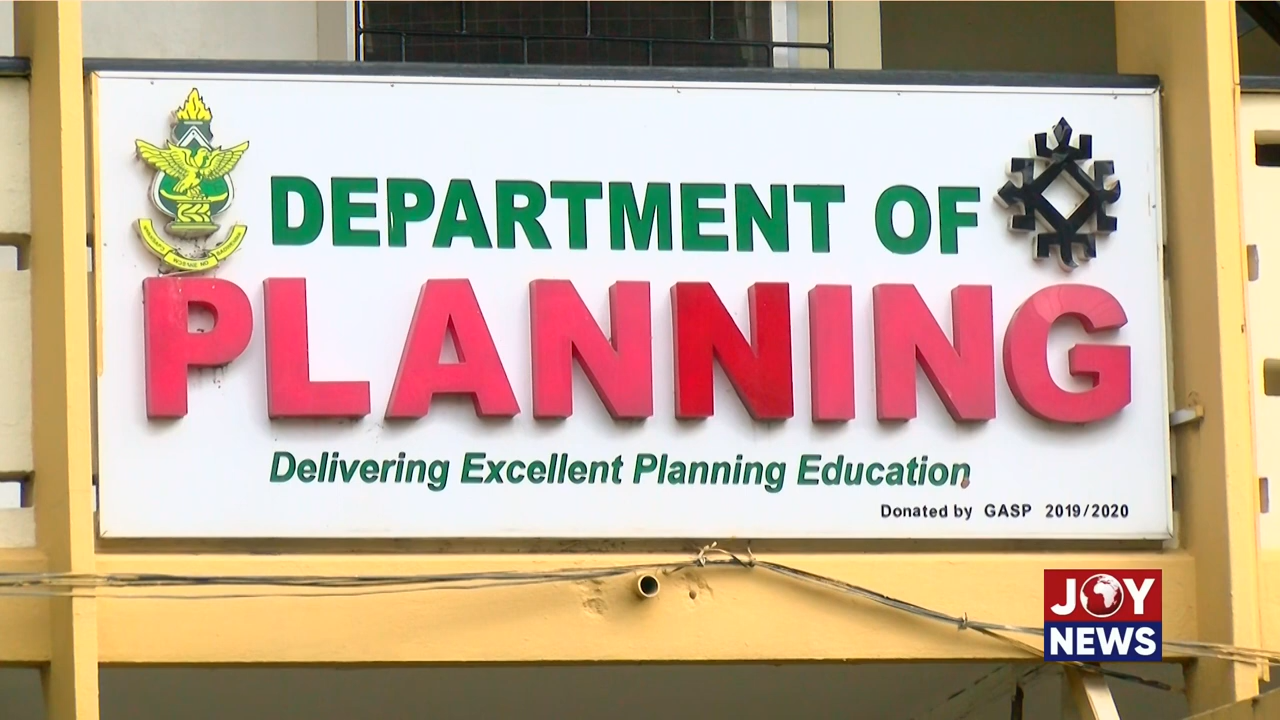 DEPARTMENT OF
PLANNING
Delivering Excellent Planning Education
Donated by GASP 2019/2020
JOY
NEWS